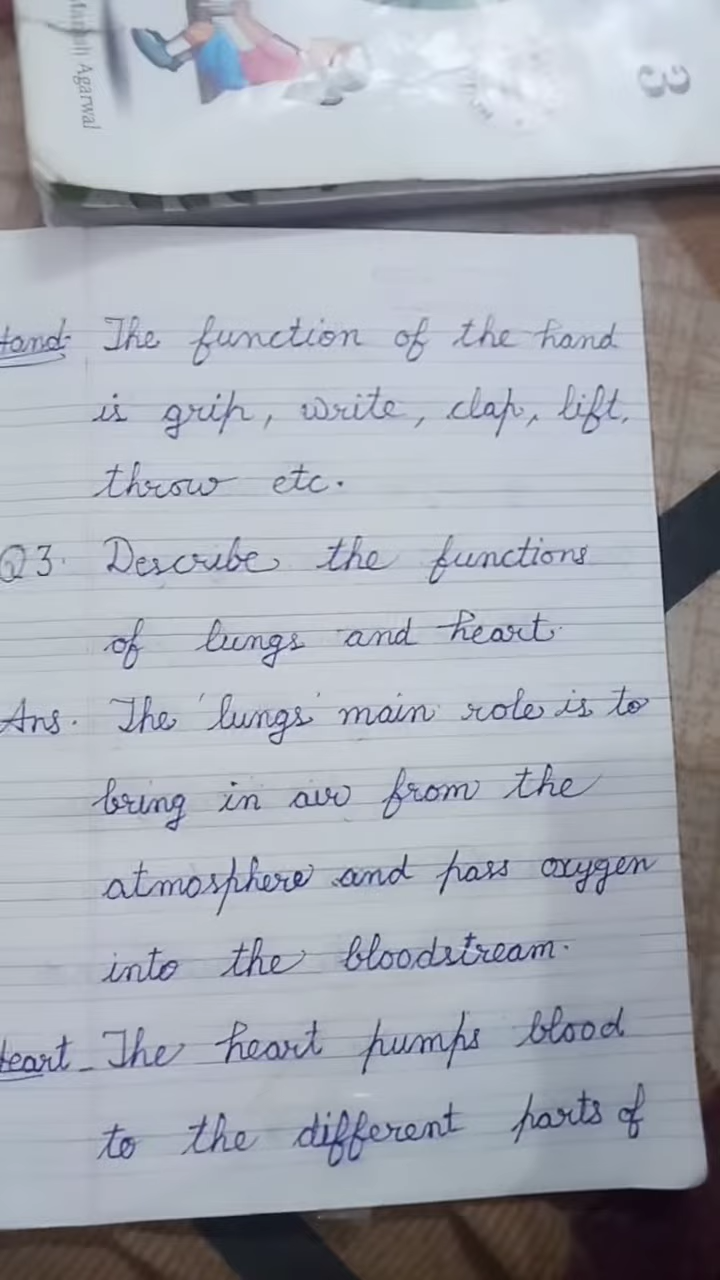 Agarwal
3
Hand: The function of the hand
is grip, write, clap, lift,
throw etc.
Q3. Describe the functions
of lungs and heart.
Ans. The 'lungs' main role is to
bring in air from the
atmosphere and pass oxygen
into the bloodstream.
Heart - The heart pumps blood
to the different parts of